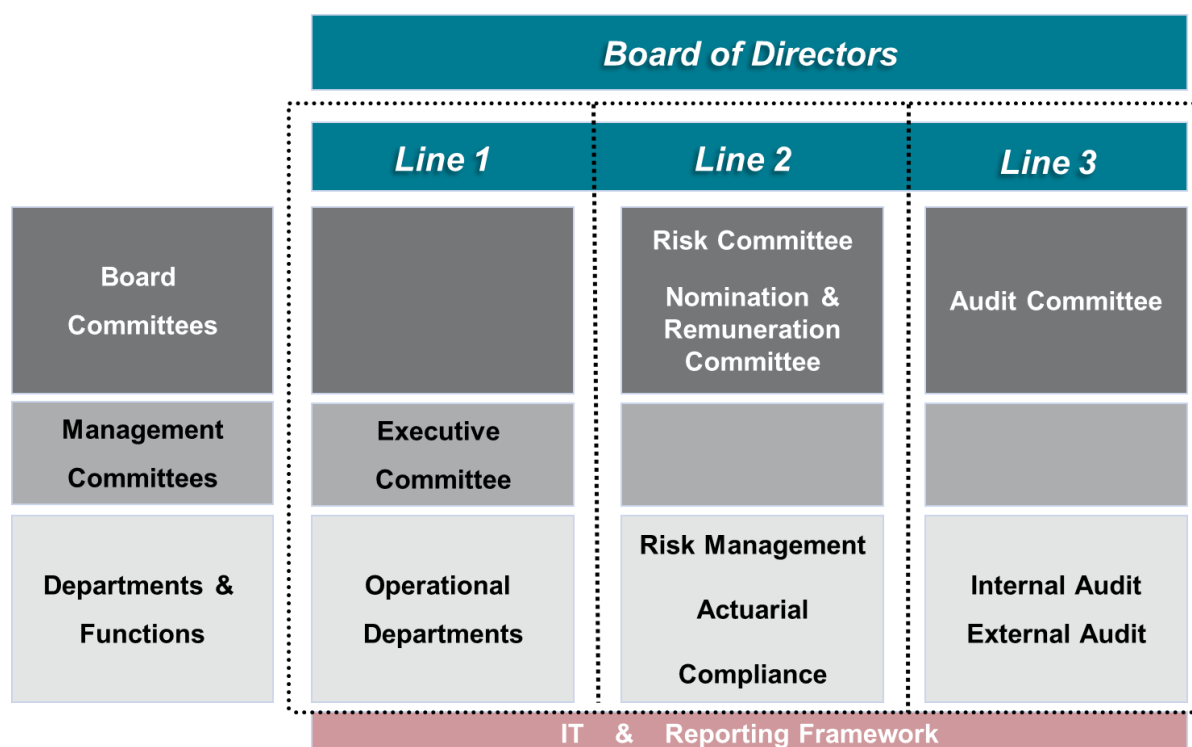 Board of Directors
Line 1
Line 2
Line 3
Board
Committees
Risk Committee
Nomination &
Remuneration
Committee
Audit Committee
Management
Committees
Executive
Committee
Departments &
Functions
Operational
Departments
Risk Management
Actuarial
Compliance
Internal Audit
External Audit
IT & Reporting Framework